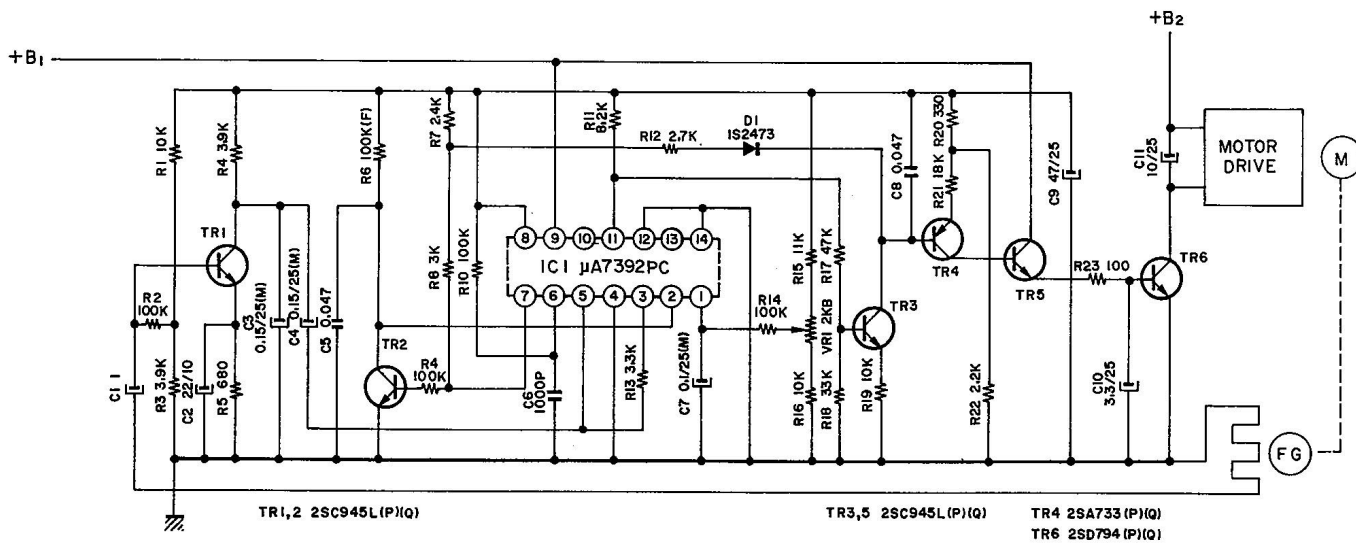 +B1
+B2
R1 10K
R4 3.9K
R6 100K(F)
R7 2.4K
R11 8.2K
R12 2.7K
D1
1S2473
C8 0.047
R20 330
R21 18K
C9 47/25
C11
10/25
MOTOR
DRIVE
M
TR1
R2
100K
C1 1
R3 3.9K
C2 22/10
R5 680
C3
0.15/25(M)
C4 0.15/25(M)
C5 0.047
TR2
R4
100K
R8 3K
R10 100K
8 9 10 11 12 13 14
IC1 µA7392PC
7 6 5 4 3 2 1
C6
1000P
R13 3.3K
C7 0.1/25(M)
R14
100K
R15 11K
VR1 2KB
R16 10K
R17 47K
R18 33K
TR3
R19 10K
TR4
TR5
R22 2.2K
R23 100
TR6
C10
3.3/25
FG
TR1,2 2SC945L(P)(Q)
TR3,5 2SC945L(P)(Q)
TR4 2SA733(P)(Q)
TR6 2SD794(P)(Q)